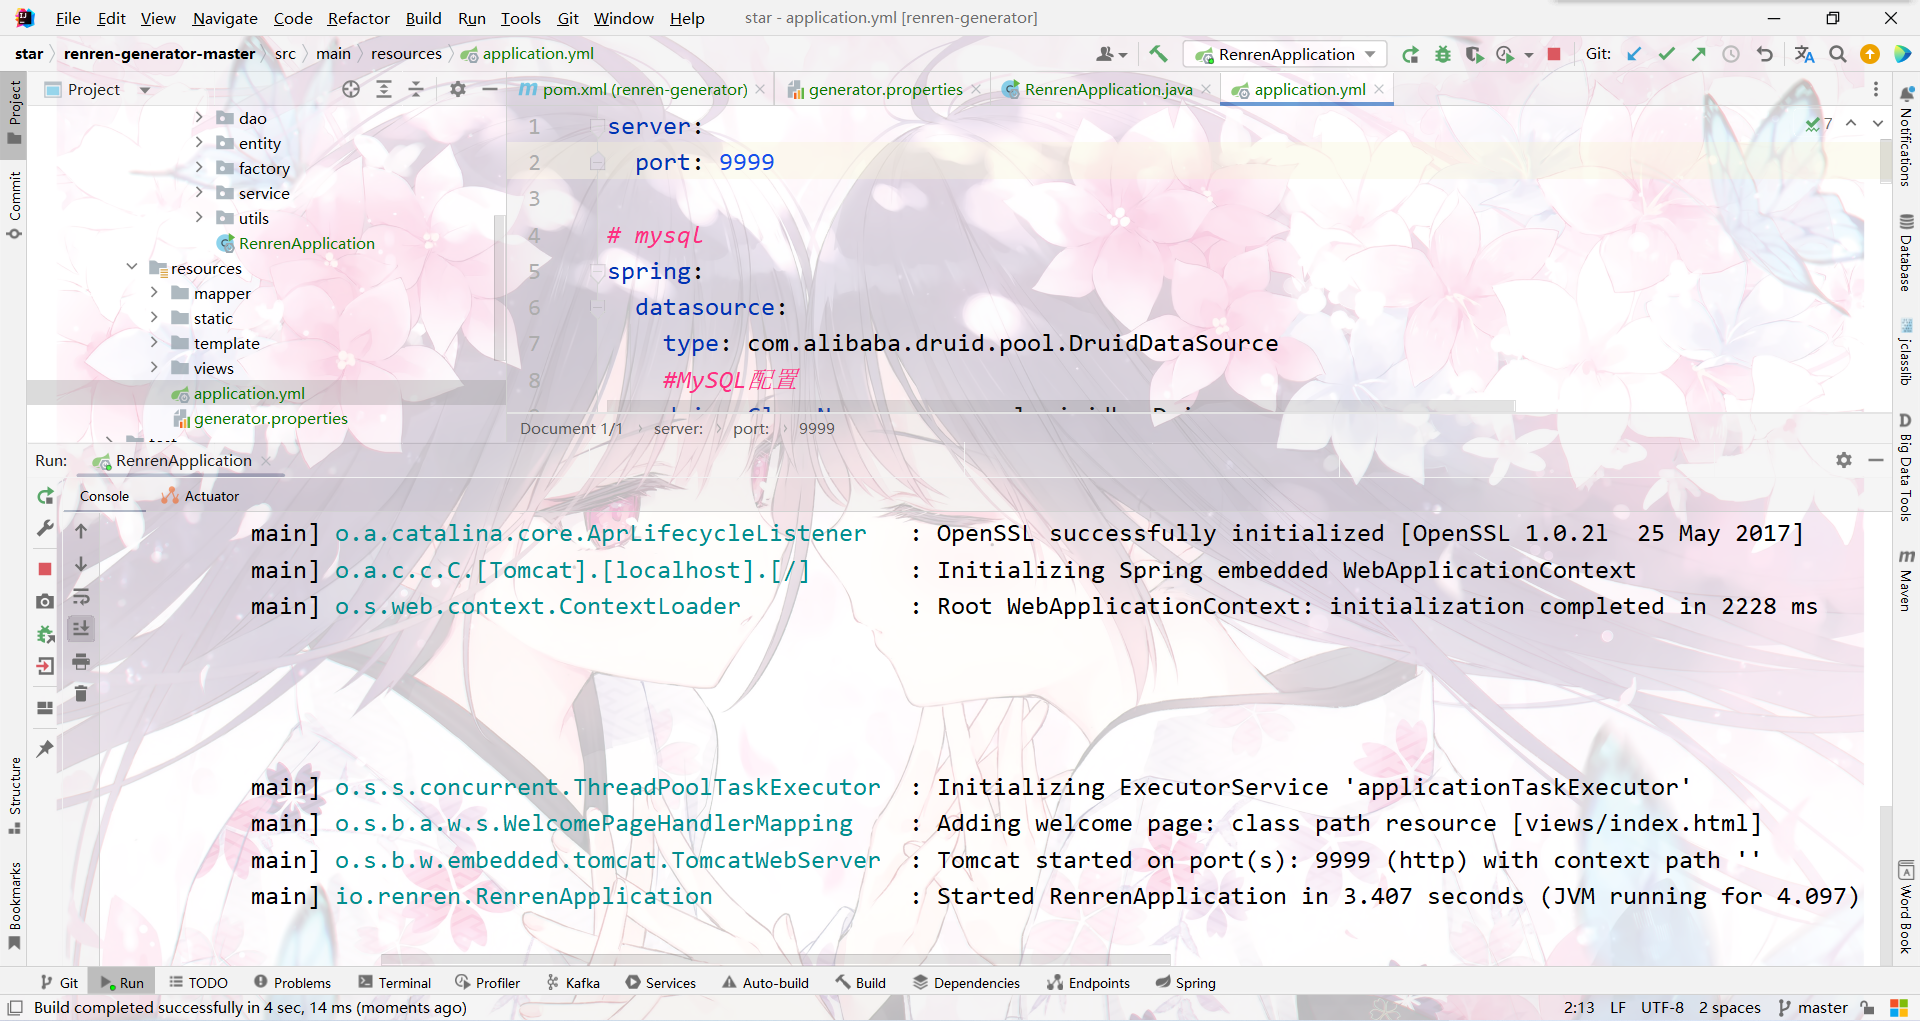 File Edit View Navigate Code Refactor Build Run Tools Git Window Help star - application.yml [renren-generator]
star renren-generator-master src main resources application.yml RenrenApplication Git:
Project
pom.xml (renren-generator) generator.properties RenrenApplication.java application.yml
dao
entity
factory
service
utils
RenrenApplication
resources
mapper
static
template
views
application.yml
generator.properties
1 server:
2 port: 9999
3
4 # mysql
5 spring:
6 datasource:
7 type: com.alibaba.druid.pool.DruidDataSource
8 #MySQL配置
7
Document 1/1 server: port: 9999
Run: RenrenApplication
Console Actuator
main] o.a.catalina.core.AprLifecycleListener : OpenSSL successfully initialized [OpenSSL 1.0.2l 25 May 2017]
main] o.a.c.c.C.[Tomcat].[localhost].[/] : Initializing Spring embedded WebApplicationContext
main] o.s.web.context.ContextLoader : Root WebApplicationContext: initialization completed in 2228 ms
main] o.s.s.concurrent.ThreadPoolTaskExecutor : Initializing ExecutorService 'applicationTaskExecutor'
main] o.s.b.a.w.s.WelcomePageHandlerMapping : Adding welcome page: class path resource [views/index.html]
main] o.s.b.w.embedded.tomcat.TomcatWebServer : Tomcat started on port(s): 9999 (http) with context path ''
main] io.renren.RenrenApplication : Started RenrenApplication in 3.407 seconds (JVM running for 4.097)
Project
Commit
Structure
Bookmarks
Notifications
Database
jclasslib
Big Data Tools
Maven
Word Book
Git Run TODO Problems Terminal Profiler Kafka Services Auto-build Build Dependencies Endpoints Spring
Build completed successfully in 4 sec, 14 ms (moments ago) 2:13 LF UTF-8 2 spaces master